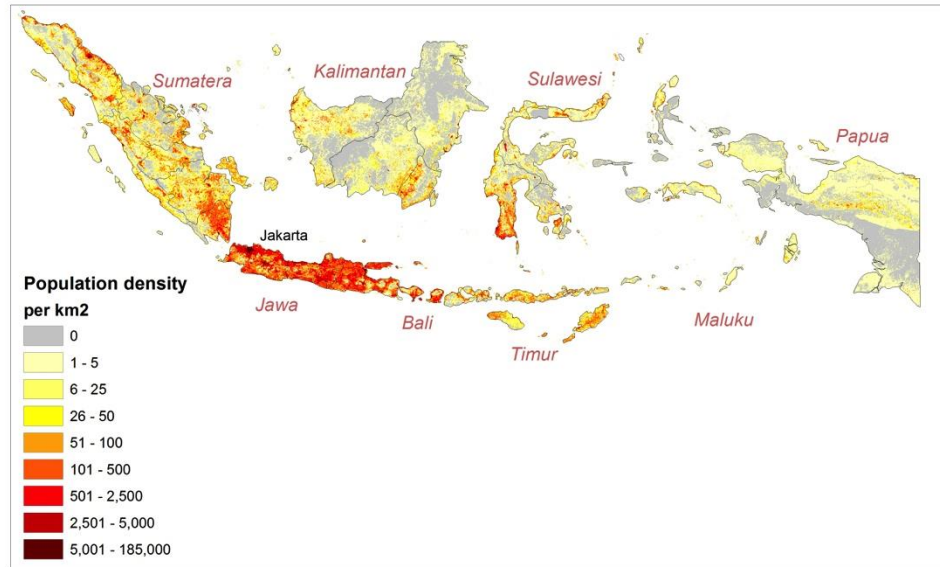 Sumatera
Kalimantan
Sulawesi
Papua
Jakarta
Jawa
Bali
Timur
Maluku
Population density
per km2
0
1 - 5
6 - 25
26 - 50
51 - 100
101 - 500
501 - 2,500
2,501 - 5,000
5,001 - 185,000